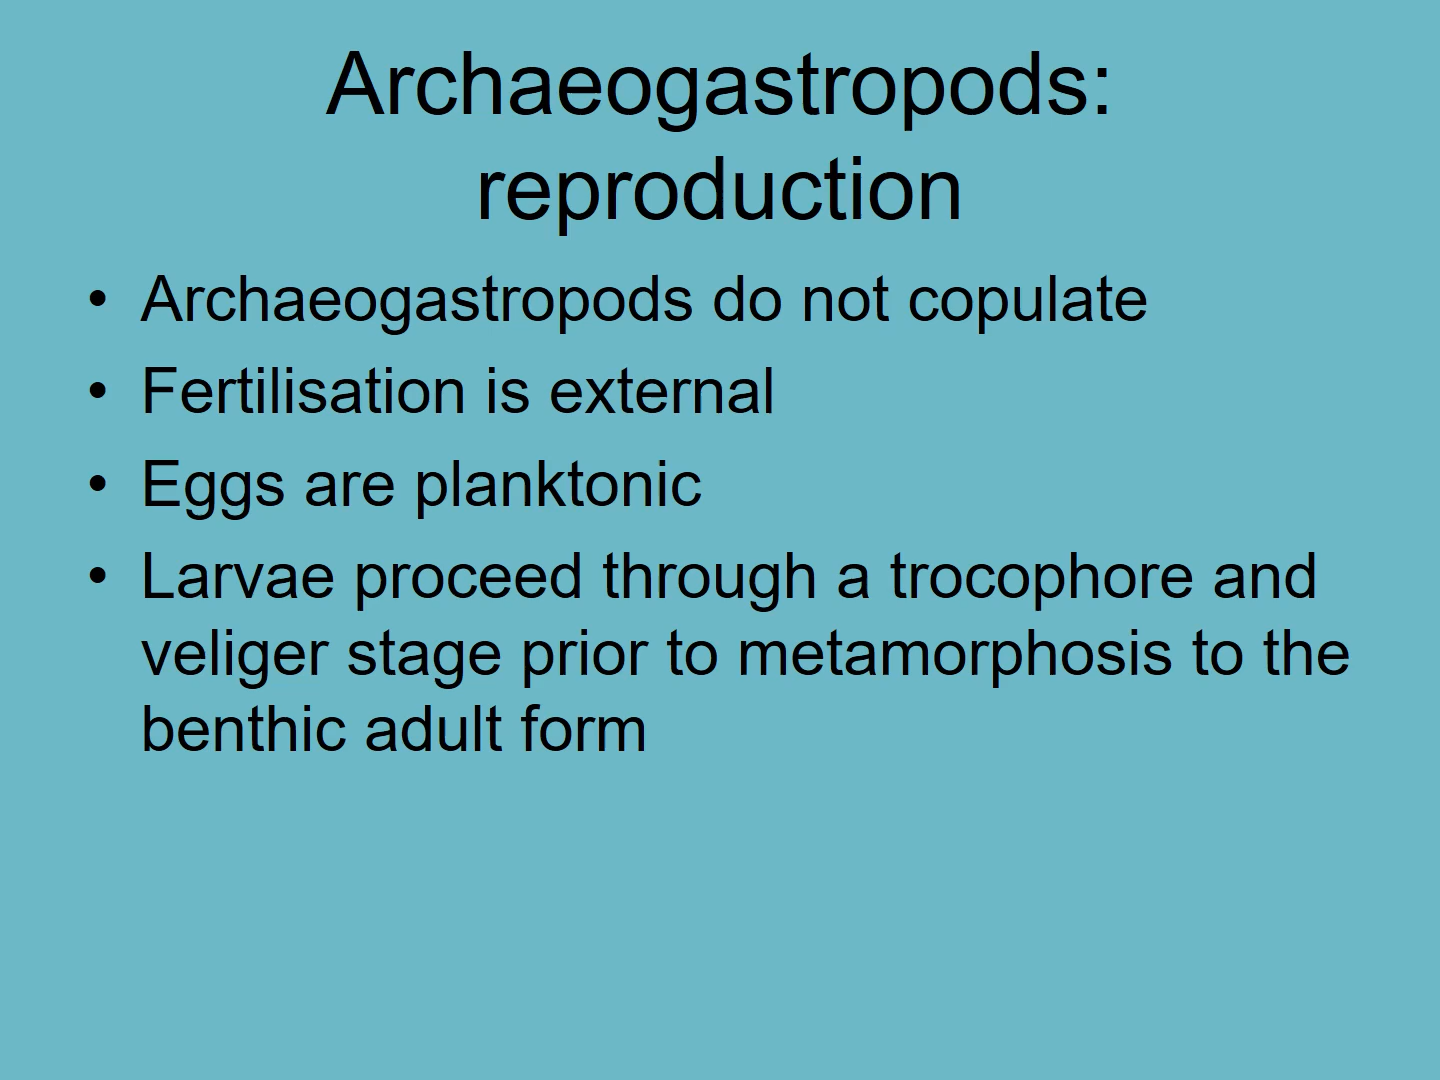 Archaeogastropods:
reproduction
• Archaeogastropods do not copulate
• Fertilisation is external
• Eggs are planktonic
• Larvae proceed through a trocophore and
veliger stage prior to metamorphosis to the
benthic adult form